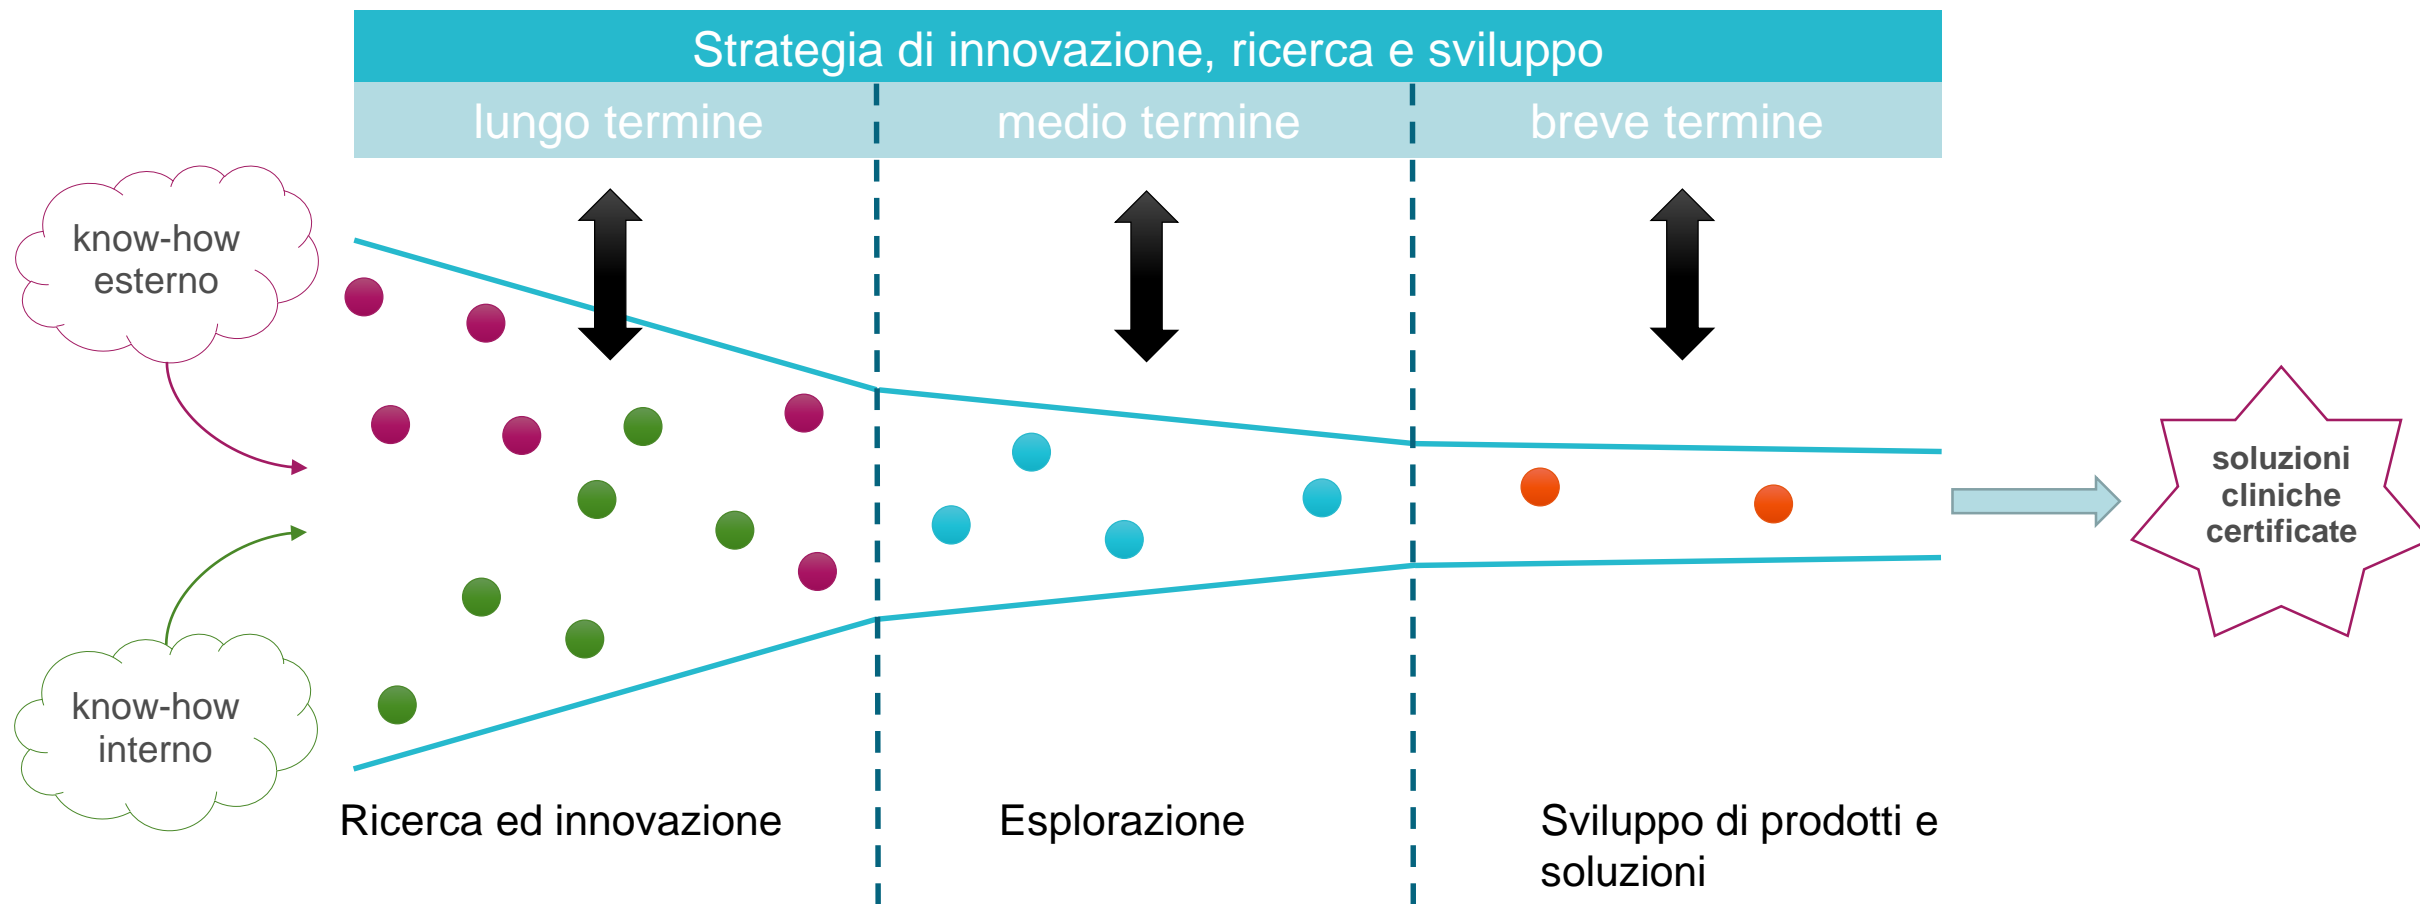 Strategia di innovazione, ricerca e sviluppo
lungo termine
medio termine
breve termine
know-how
esterno
know-how
interno
soluzioni
cliniche
certificate
Ricerca ed innovazione
Esplorazione
Sviluppo di prodotti e
soluzioni